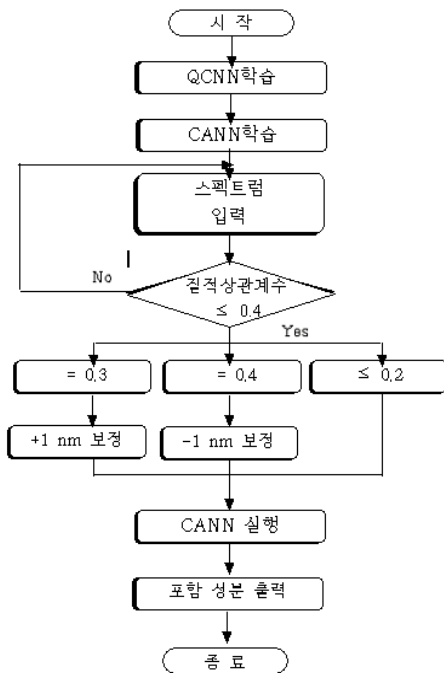 시 작
QCNN학습
CANN학습
스펙트럼
입력
질적상관계수
≤ 0.4
No
Yes
= 0.3
= 0.4
≤ 0.2
+1 nm 보정
-1 nm 보정
CANN 실행
포함 성분 출력
종 료